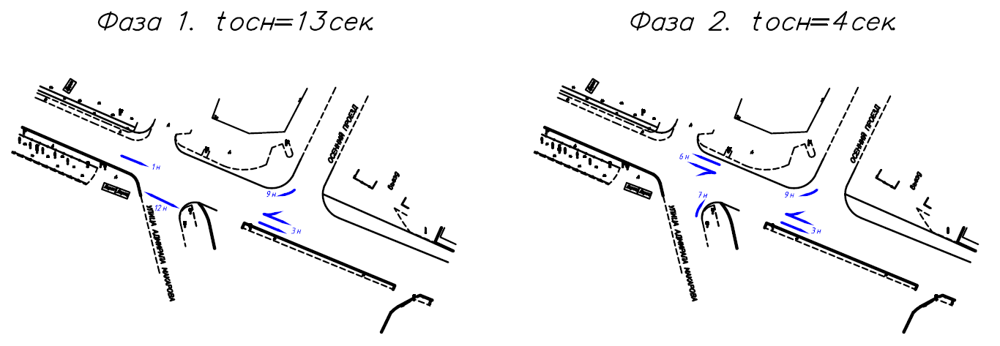 Фаза 1. tосн=13сек.
Фаза 2. tосн=4сек.
ОСЕННИЙ ПРОЕЗД
1н
9н
12н
3н
УЛИЦА АДМИРАЛА МАКАРОВА
ОСЕННИЙ ПРОЕЗД
6н
7н
9н
3н
УЛИЦА АДМИРАЛА МАКАРОВА